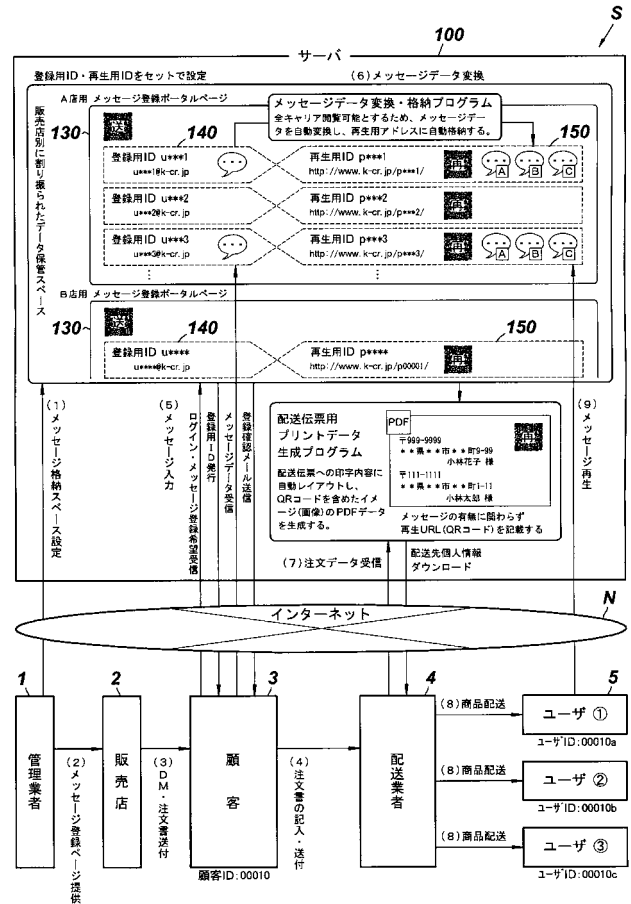 S
100
サーバ
登録用ID・再生用IDをセットで設定
(6)メッセージデータ変換
販売店別に割り振られたデータ保管スペース
A店用 メッセージ登録ポータルページ
メッセージデータ変換・格納プログラム
全キャリア閲覧可能とするため、メッセージデー
タを自動変換し、再生用アドレスに自動格納する。
130
送
140
150
登録用ID u***1
u***1@k-cr.jp
再生用ID p***1
http://www.k-cr.jp/p***1/
再
A
B
C
登録用ID u***2
u***2@k-cr.jp
再生用ID p***2
http://www.k-cr.jp/p***2/
再
登録用ID u***3
u***3@k-cr.jp
再生用ID p***3
http://www.k-cr.jp/p***3/
再
A
B
C
B店用 メッセージ登録ポータルページ
130
送
140
150
登録用ID u****
u****@k-cr.jp
再生用ID p****
http://www.k-cr.jp/p00001/
再
(1)メッセージ格納スペース設定
(5)メッセージ入力
ログイン・メッセージ登録希望受信
登録用ID発行
メッセージデータ受信
登録確認メール送信
配送伝票用
プリントデータ
生成プログラム
配送伝票への印字内容に
自動レイアウトし、
QRコードを含めたイメー
ジ(画像)のPDFデータ
を生成する。
PDF
〒999-9999
**県**市**町9-99
小林花子 様
〒111-1111
**県**市**町1-11
小林太郎 様
再
メッセージの有無に関わらず
再生URL(QRコード)を記載する
(9)メッセージ再生
(7)注文データ受信
配送先個人情報
ダウンロード
インターネット
N
1
管理業者
(2)メッセージ登録ページ提供
2
販売店
(3)DM・注文書送付
3
顧客
顧客ID:00010
(4)注文書の記入・送付
4
配送業者
(8)商品配送
5
ユーザ ①
ユーザID:00010a
(8)商品配送
ユーザ ②
ユーザID:00010b
(8)商品配送
ユーザ ③
ユーザID:00010c